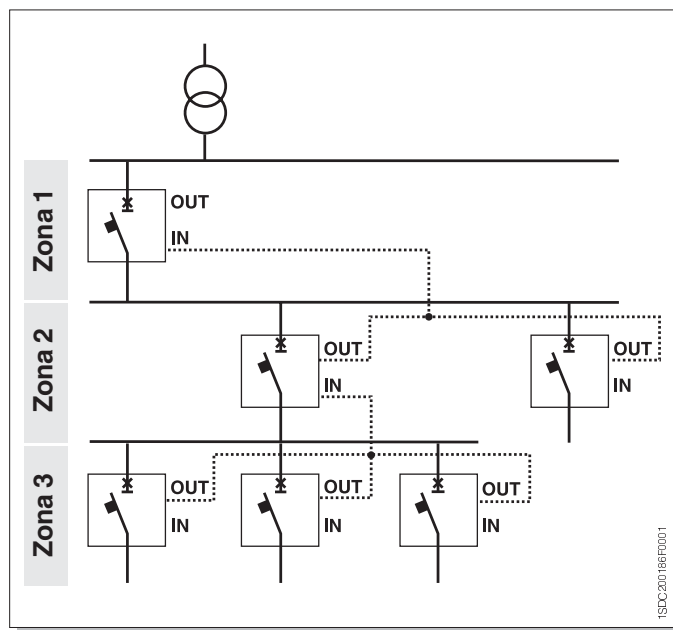 Zona 1
OUT
IN
Zona 2
OUT
IN
OUT
IN
Zona 3
OUT
IN
OUT
IN
OUT
IN
1SDC200186F0001